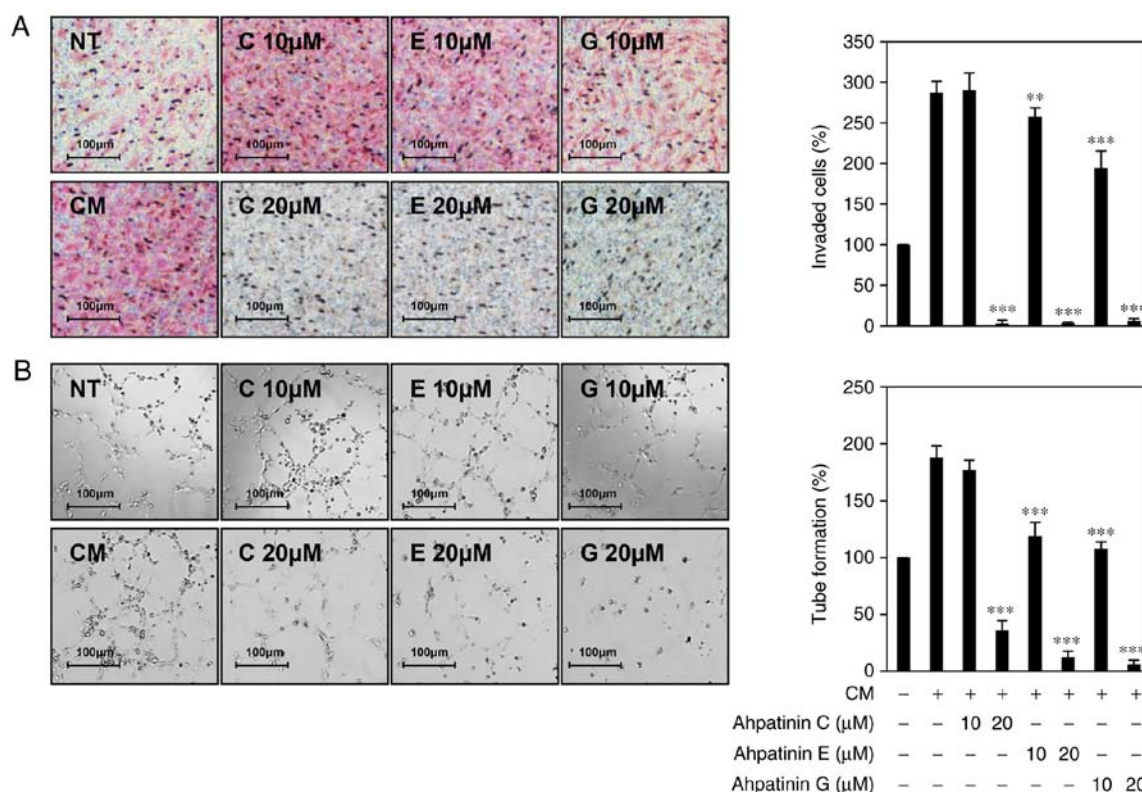 A
NT
C 10µM
E 10µM
G 10µM
100µm
100µm
100µm
100µm
CM
C 20µM
E 20µM
G 20µM
100µm
100µm
100µm
100µm
Invaded cells (%)
350
300
250
200
150
100
50
0
***
**
***
***
***
B
NT
C 10µM
E 10µM
G 10µM
100µm
100µm
100µm
100µm
CM
C 20µM
E 20µM
G 20µM
100µm
100µm
100µm
100µm
Tube formation (%)
250
200
150
100
50
0
***
***
***
***
***
CM – + + + + + + +
Ahpatinin C (µM) – – 10 20 – – – –
Ahpatinin E (µM) – – – – 10 20 – –
Ahpatinin G (µM) – – – – – – 10 20